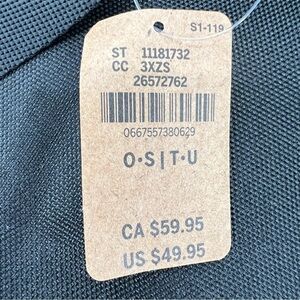 S1-119
ST 11181732
CC 3XZS
26572762
0667557380629
O·S|T·U
CA $59.95
US $49.95